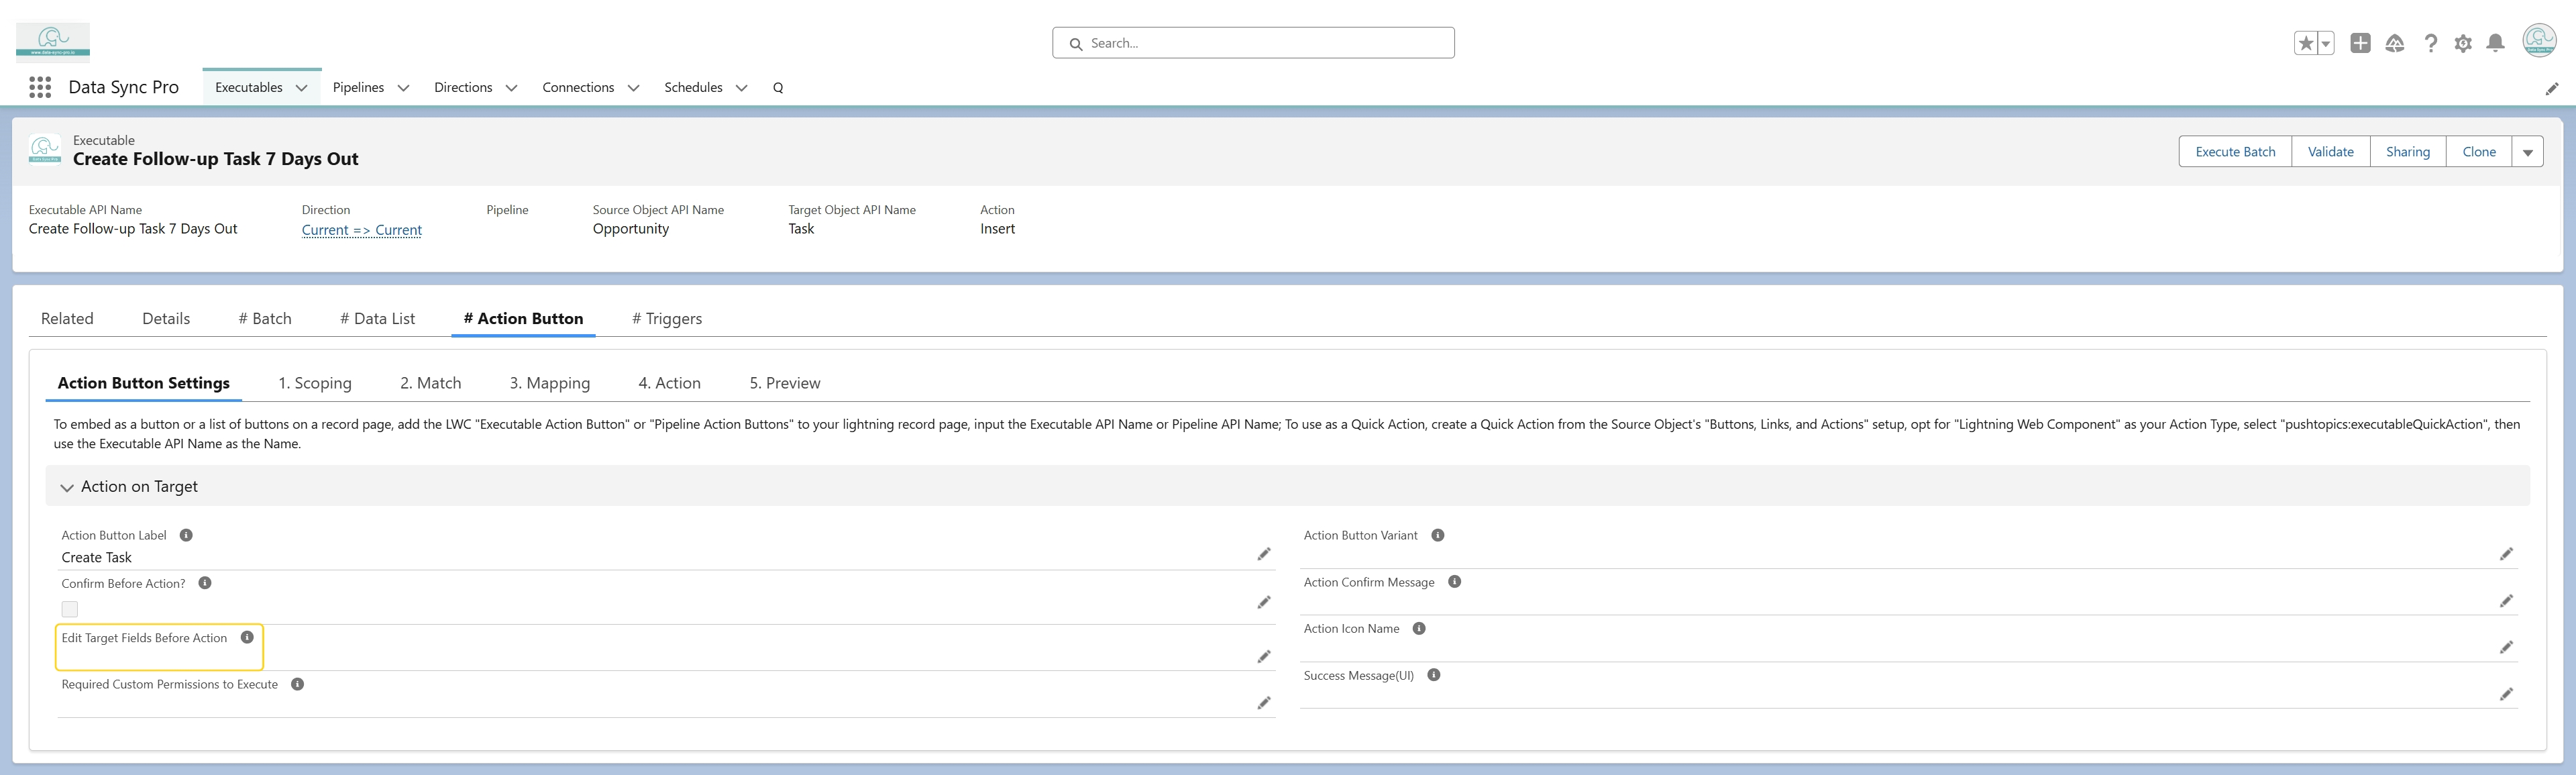 www.data-sync-pro.io
Search...
Data Sync Pro
Executables
Pipelines
Directions
Connections
Schedules
Q
Executable
Create Follow-up Task 7 Days Out
Execute Batch
Validate
Sharing
Clone
Executable API Name
Direction
Pipeline
Source Object API Name
Target Object API Name
Action
Create Follow-up Task 7 Days Out
Current => Current
Opportunity
Task
Insert
Related
Details
# Batch
# Data List
# Action Button
# Triggers
Action Button Settings
1. Scoping
2. Match
3. Mapping
4. Action
5. Preview
To embed as a button or a list of buttons on a record page, add the LWC "Executable Action Button" or "Pipeline Action Buttons" to your lightning record page, input the Executable API Name or Pipeline API Name; To use as a Quick Action, create a Quick Action from the Source Object's "Buttons, Links, and Actions" setup, opt for "Lightning Web Component" as your Action Type, select "pushtopics:executableQuickAction", then
use the Executable API Name as the Name.
Action on Target
Action Button Label
Create Task
Action Button Variant
Confirm Before Action?
Action Confirm Message
Edit Target Fields Before Action
Action Icon Name
Required Custom Permissions to Execute
Success Message(UI)